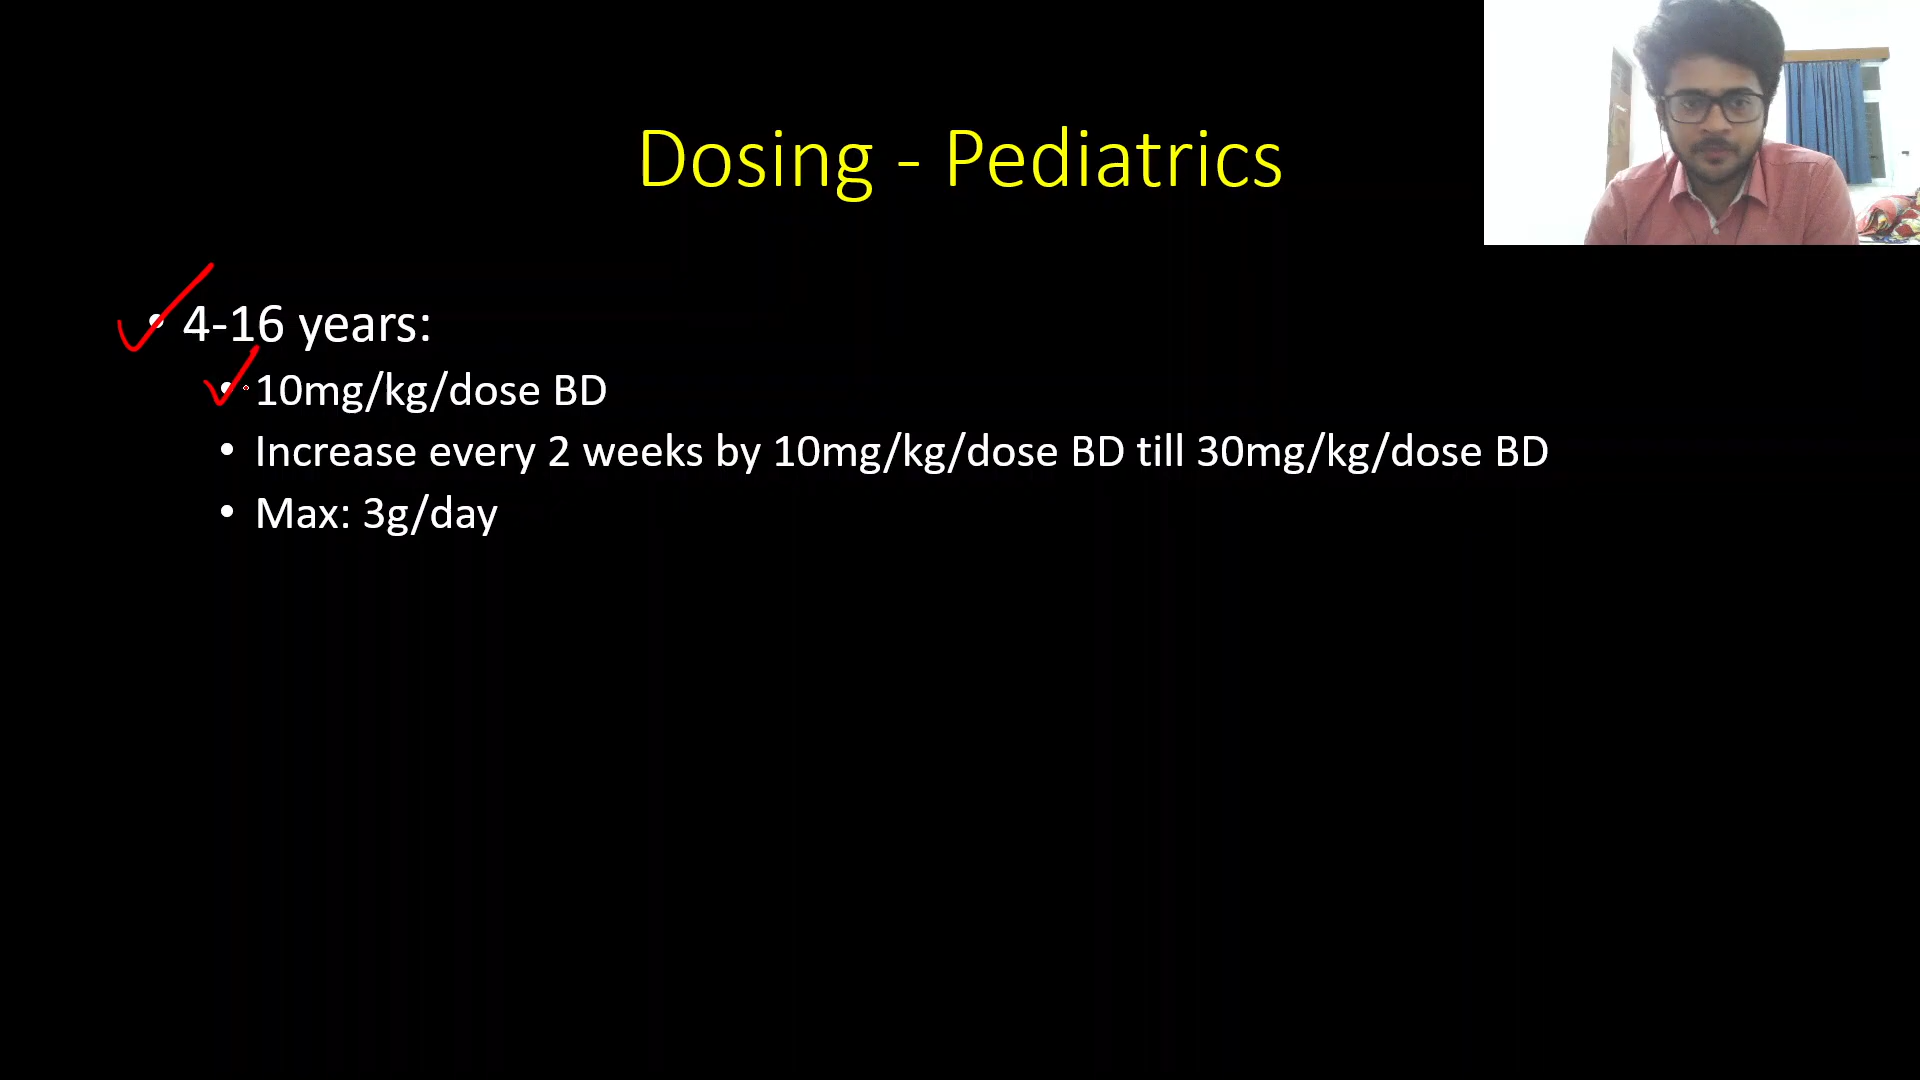 Dosing - Pediatrics
• 4-16 years:
• 10mg/kg/dose BD
• Increase every 2 weeks by 10mg/kg/dose BD till 30mg/kg/dose BD
• Max: 3g/day